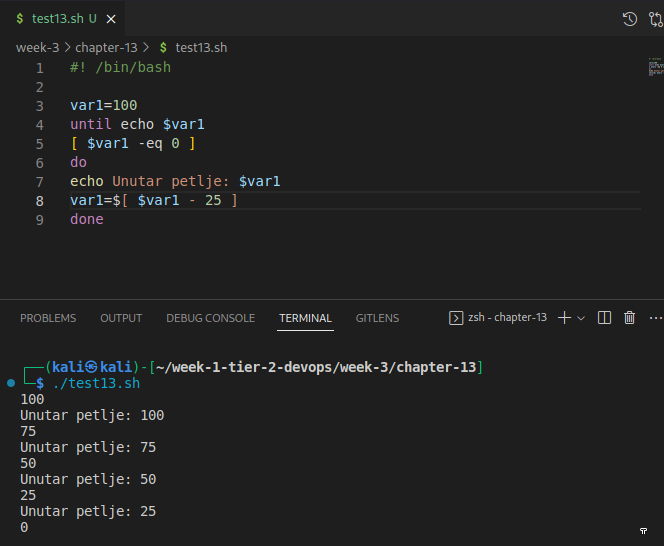 $ test13.sh U ×
week-3 > chapter-13 > $ test13.sh
1 #! /bin/bash
2
3 var1=100
4 until echo $var1
5 [ $var1 -eq 0 ]
6 do
7 echo Unutar petlje: $var1
8 var1=$[ $var1 - 25 ]
9 done
PROBLEMS OUTPUT DEBUG CONSOLE TERMINAL GITLENS zsh - chapter-13
┌──(kali㉿kali)-[~/week-1-tier-2-devops/week-3/chapter-13]
└─$ ./test13.sh
100
Unutar petlje: 100
75
Unutar petlje: 75
50
Unutar petlje: 50
25
Unutar petlje: 25
0